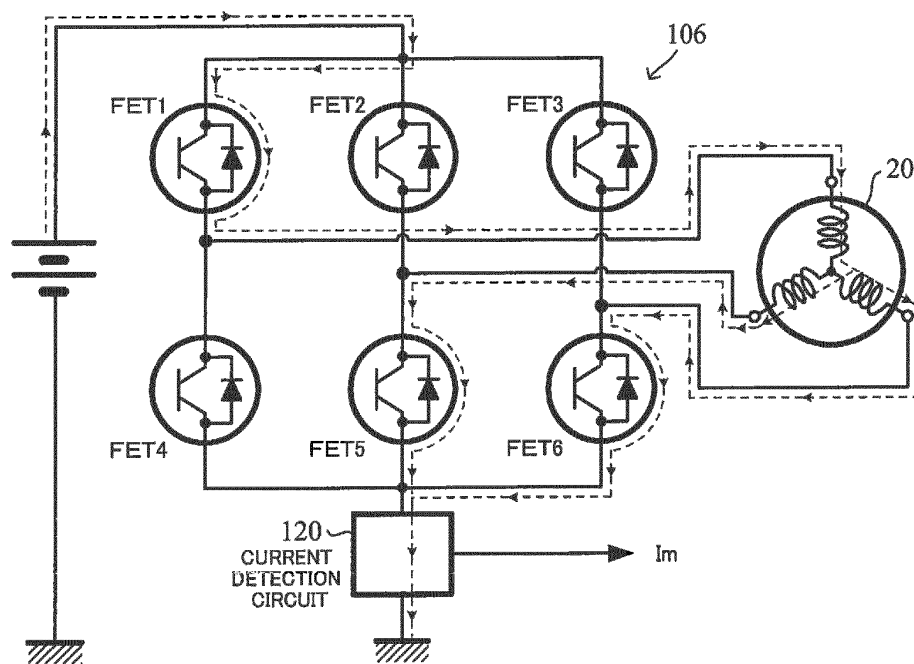 106
FET1
FET2
FET3
20
FET4
FET5
FET6
120
CURRENT
DETECTION
CIRCUIT
Im